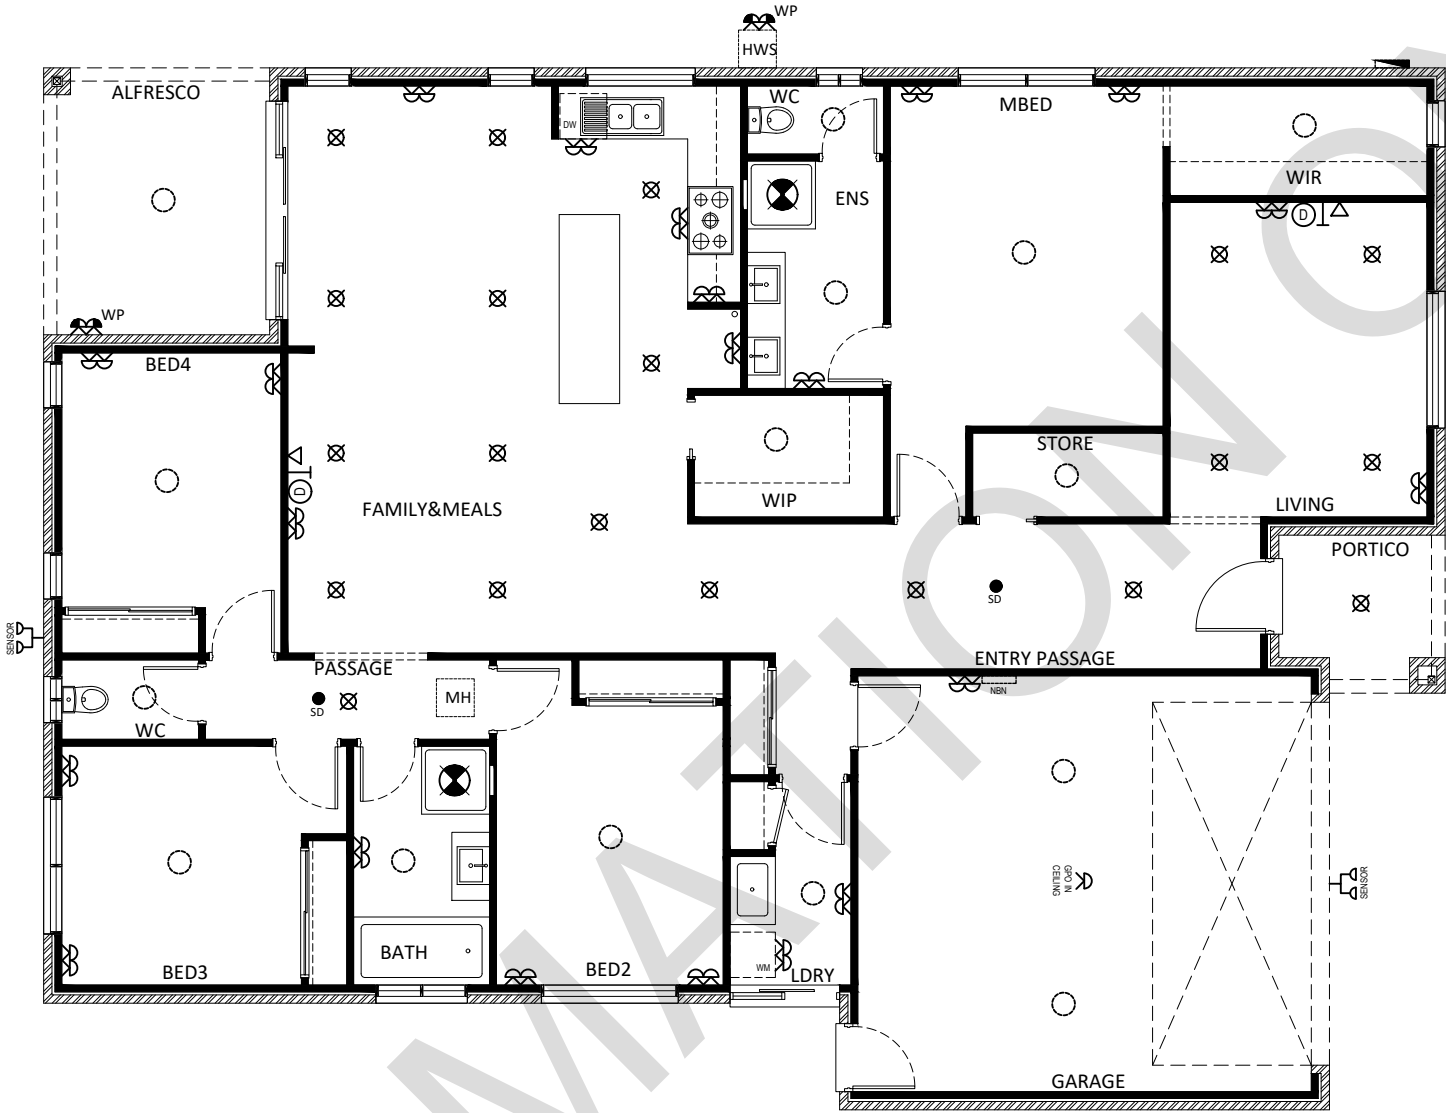 WP
HWS
ALFRESCO
WC
MBED
DW
WIR
ENS
D
WP
BED4
STORE
D
WIP
FAMILY&MEALS
LIVING
PORTICO
SD
SENSOR
PASSAGE
ENTRY PASSAGE
MH
NBN
SD
WC
GPO IN
CEILING
SENSOR
BATH
BED3
BED2
WM
LDRY
GARAGE
MATION O